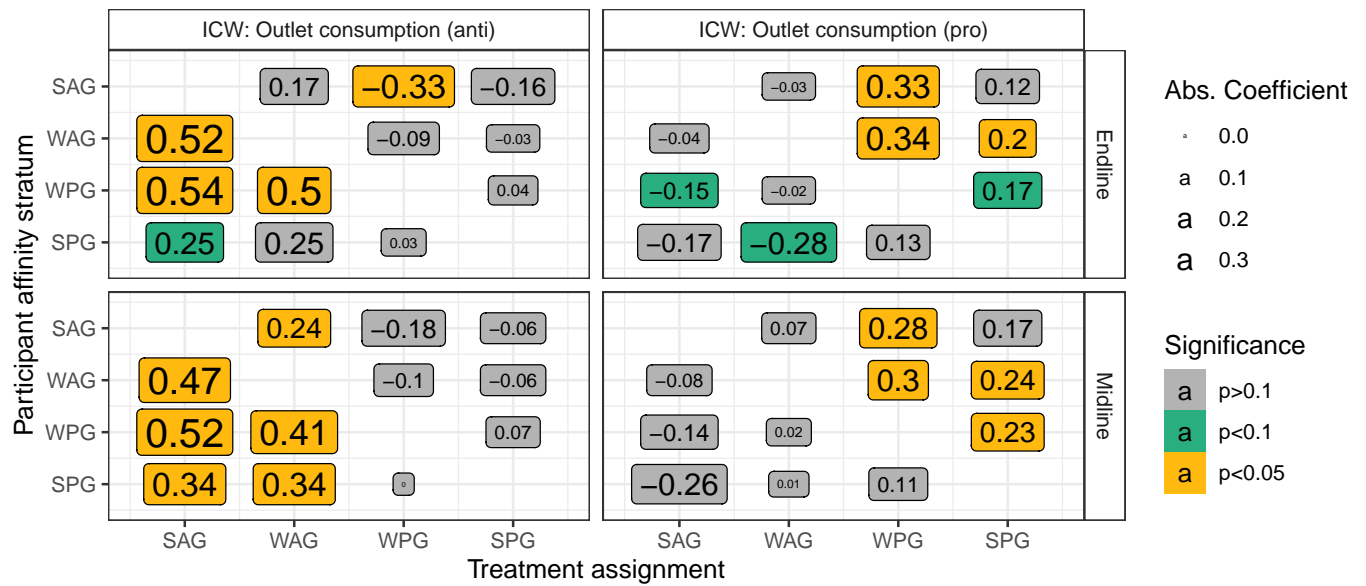 ICW: Outlet consumption (anti)
ICW: Outlet consumption (pro)
Participant affinity stratum
SAG 0.17 −0.33 −0.16 −0.03 0.33 0.12
WAG 0.52 −0.09 −0.03 −0.04 0.34 0.2
WPG 0.54 0.5 0.04 −0.15 −0.02 0.17
SPG 0.25 0.25 0.03 −0.17 −0.28 0.13
Endline
SAG 0.24 −0.18 −0.06 0.07 0.28 0.17
WAG 0.47 −0.1 −0.06 −0.08 0.3 0.24
WPG 0.52 0.41 0.07 −0.14 0.02 0.23
SPG 0.34 0.34 0 −0.26 0.01 0.11
Midline
SAG WAG WPG SPG SAG WAG WPG SPG
Treatment assignment
Abs. Coefficient
a 0.0
a 0.1
a 0.2
a 0.3
Significance
a p>0.1
a p<0.1
a p<0.05